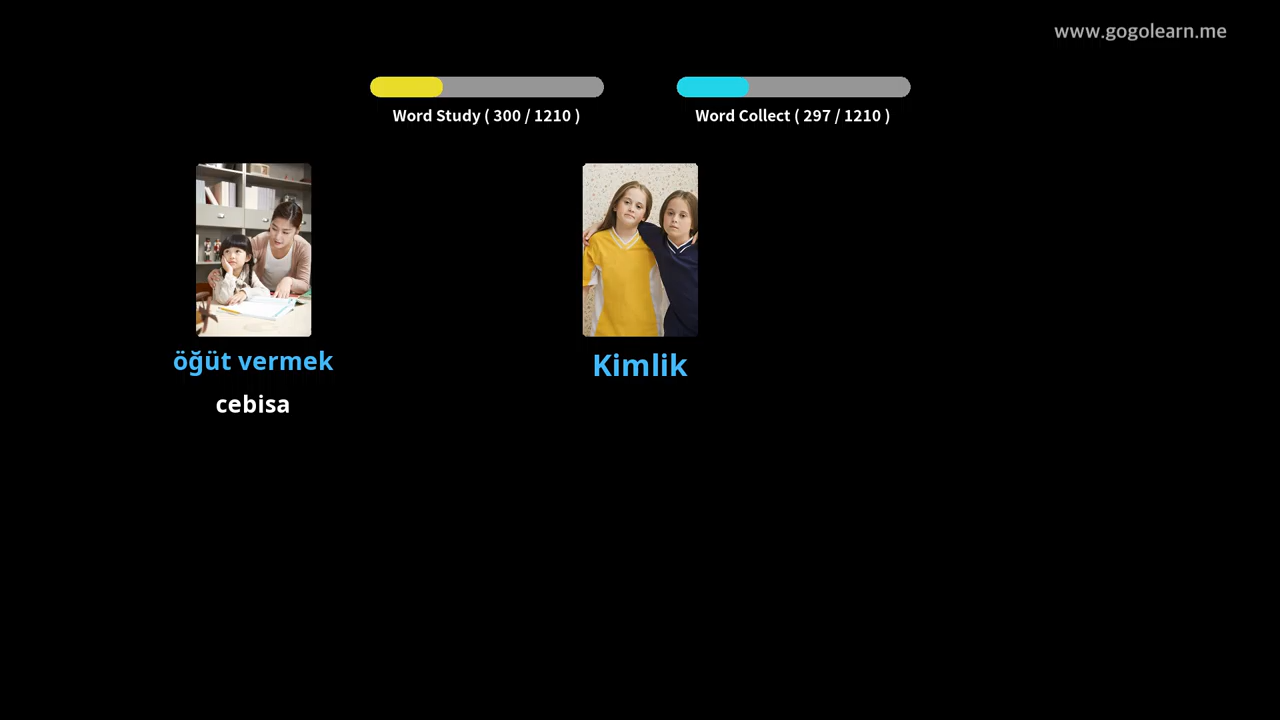 www.gogolearn.me
Word Study ( 300 / 1210 )
Word Collect ( 297 / 1210 )
öğüt vermek
cebisa
Kimlik